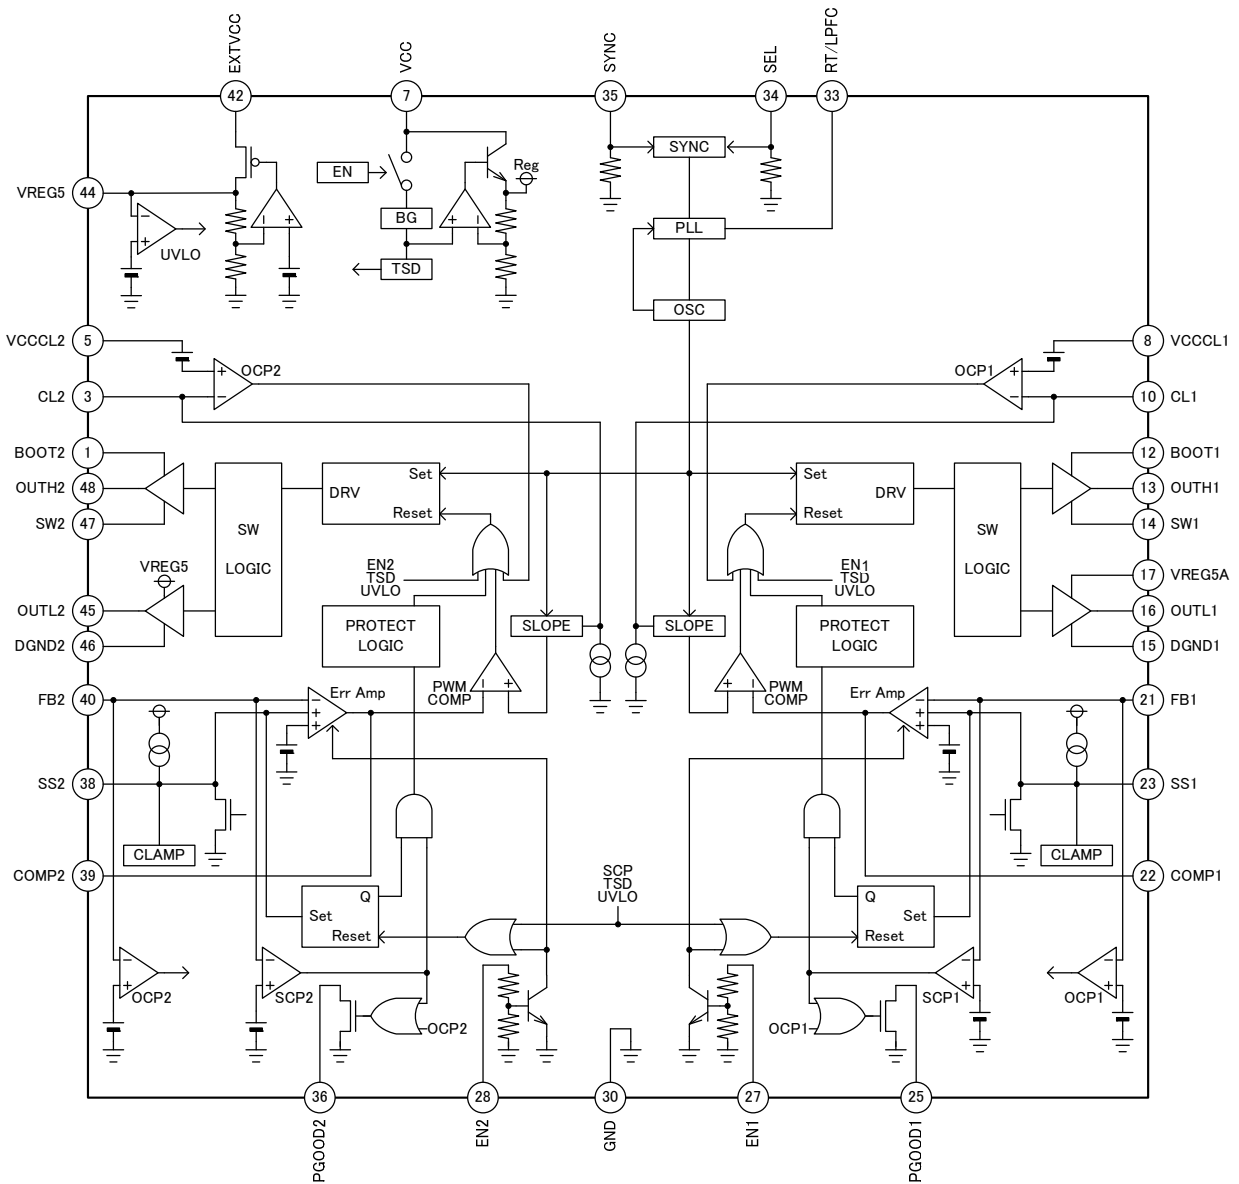 EXTVCC
VCC
SYNC
SEL
RT/LPFC
42
7
35
34
33
SYNC
Reg
EN
VREG5
44
BG
PLL
UVLO
TSD
OSC
VCCCL2
5
8
VCCCL1
OCP2
OCP1
CL2
3
10
CL1
BOOT2
1
12
BOOT1
Set
Set
OUTH2
48
DRV
DRV
13
OUTH1
Reset
Reset
SW2
47
14
SW1
SW
LOGIC
SW
LOGIC
VREG5
EN2
TSD
UVLO
EN1
TSD
UVLO
17
VREG5A
OUTL2
45
16
OUTL1
PROTECT
LOGIC
SLOPE
SLOPE
PROTECT
LOGIC
DGND2
46
15
DGND1
PWM
COMP
PWM
COMP
FB2
40
Err Amp
Err Amp
21
FB1
SS2
38
23
SS1
CLAMP
CLAMP
COMP2
39
22
COMP1
SCP
TSD
UVLO
Q
Set
Reset
Q
Set
Reset
OCP2
SCP2
SCP1
OCP1
OCP2
OCP1
36
28
30
27
25
PGOOD2
EN2
GND
EN1
PGOOD1